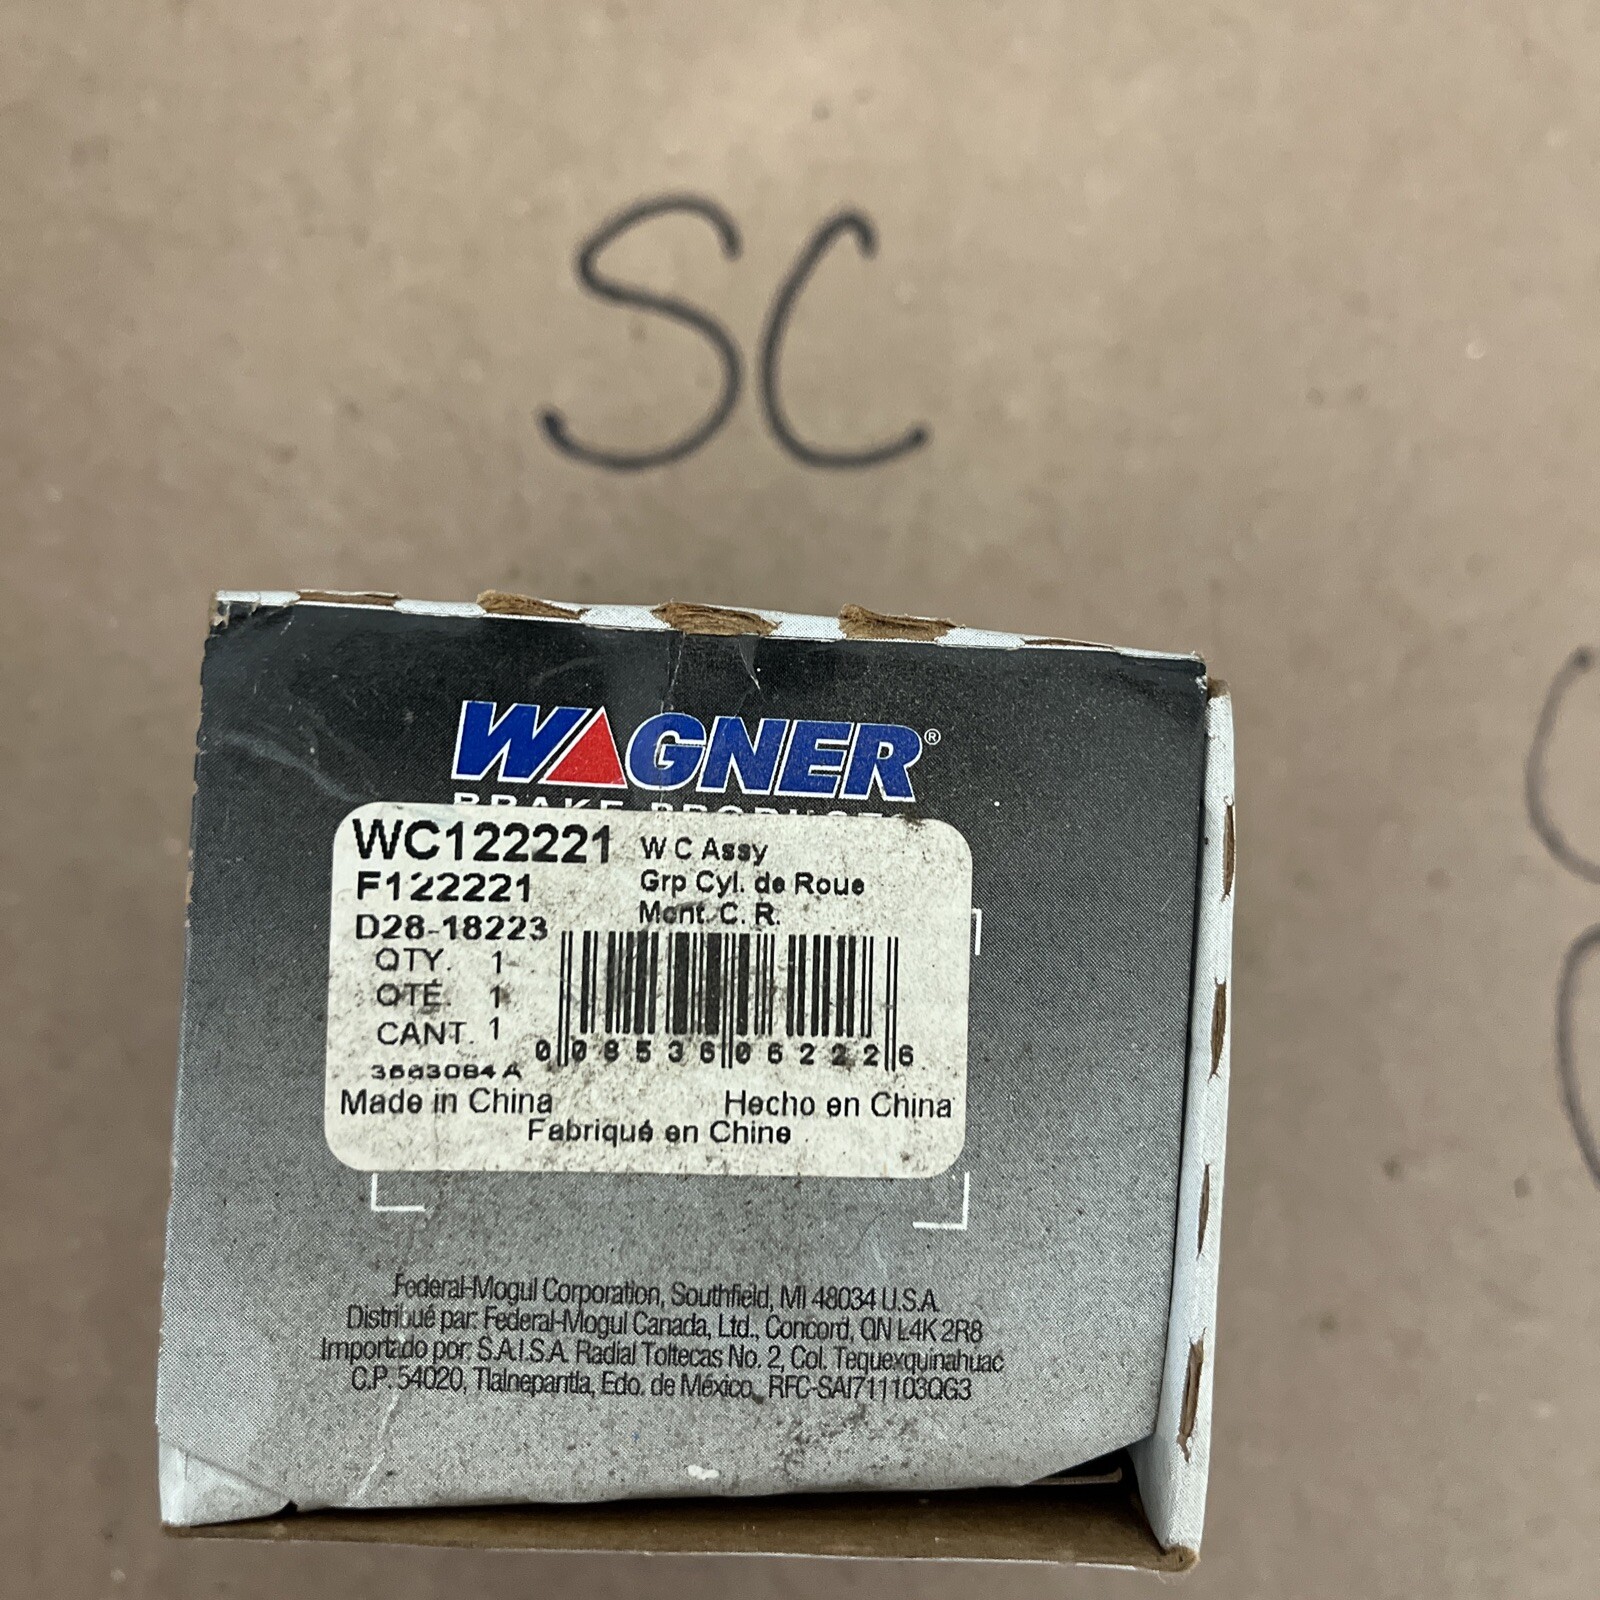 SC
WAGNER®
BRAKE PRODUCTS
WC122221
F122221
D28-18223
QTY. 1
QTÉ. 1
CANT. 1
W C Assy
Grp Cyl. de Roue
Mont. C. R.
0 08536 06222 6
Made in China
Hecho en China
Fabriqué en Chine
Federal-Mogul Corporation, Southfield, MI 48034 U.S.A.
Distribué par: Federal-Mogul Canada, Ltd., Concord, ON L4K 2R8
Importado por: S.A.I.S.A. Radial Toltecas No. 2, Col. Tequexquinahuac
C.P. 54020, Tlalnepantla, Edo. de México, RFC-SAI711103QG3